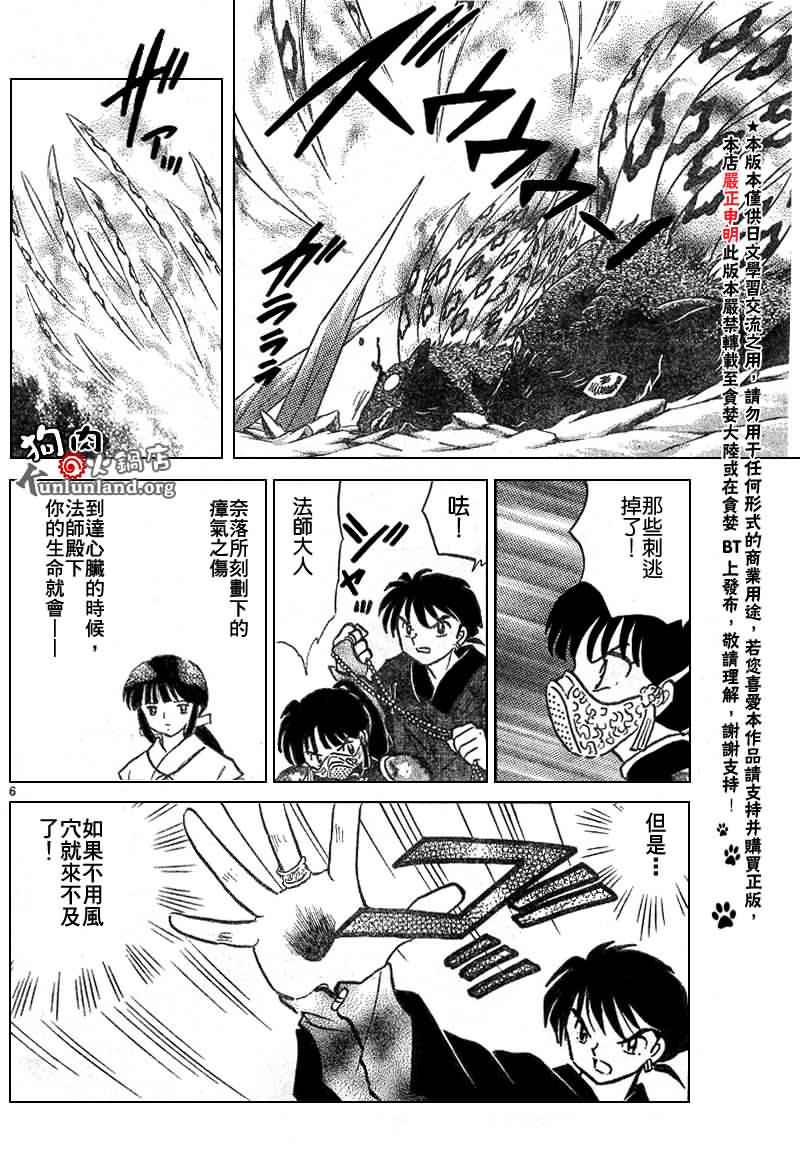 ズウウウウ
ガラララ
ザァ
那些刺逃
掉了！
呿！
法師大人
奈落所刻劃下的
瘴氣之傷
到達心臟的時候，
法師殿下
你的生命就會——
但是…
如果不用風
穴就來不及
了！
6
狗肉火鍋店
Kunlunland.org
★本版本僅供日文學習交流之用，請勿用于任何形式的商業用途，若您喜愛本作品請支持并購買正版，
本店嚴正申明此版本嚴禁轉載至貪婪大陸或在貪婪BT上發布，敬請理解，謝謝支持！